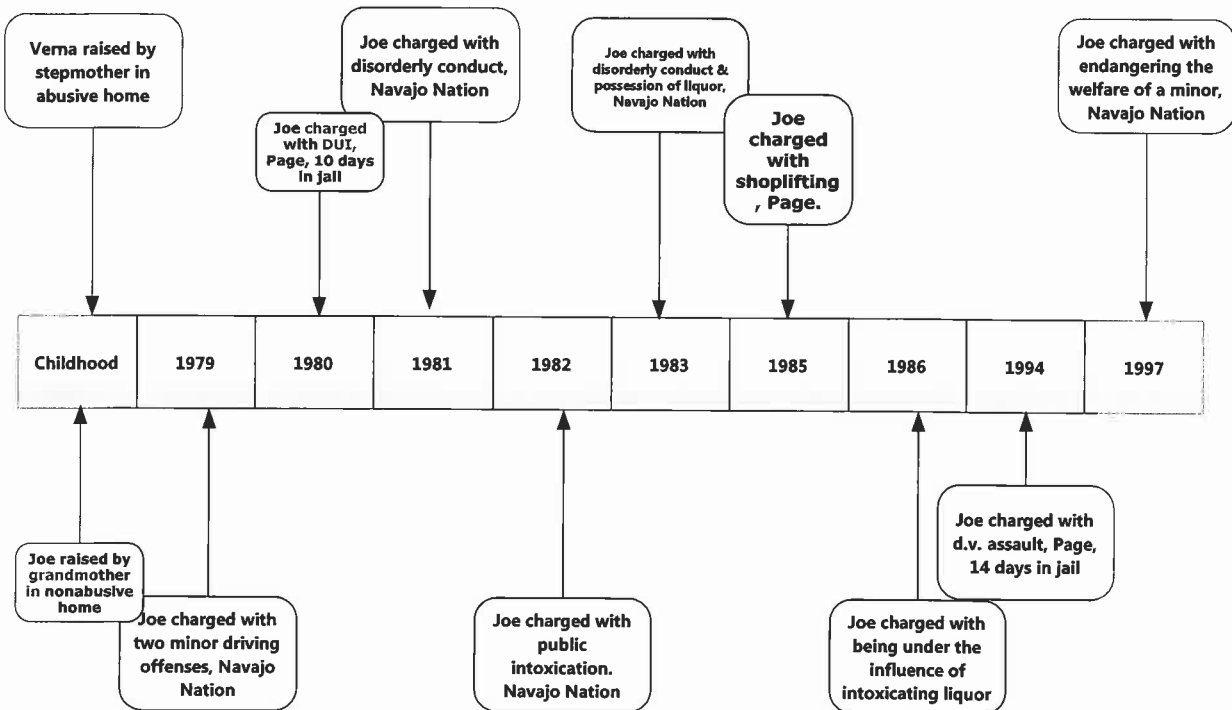 Verna raised by
stepmother in
abusive home
Joe charged
with DUI,
Page, 10 days
in jail
Joe charged with
disorderly conduct,
Navajo Nation
Joe charged with
disorderly conduct &
possession of liquor,
Navajo Nation
Joe
charged
with
shoplifting
, Page.
Joe charged with
endangering the
welfare of a minor,
Navajo Nation
Childhood
1979
1980
1981
1982
1983
1985
1986
1994
1997
Joe raised by
grandmother
in nonabusive
home
Joe charged with
two minor driving
offenses, Navajo
Nation
Joe charged with
public
intoxication.
Navajo Nation
Joe charged with
being under the
influence of
intoxicating liquor
Joe charged with
d.v. assault, Page,
14 days in jail